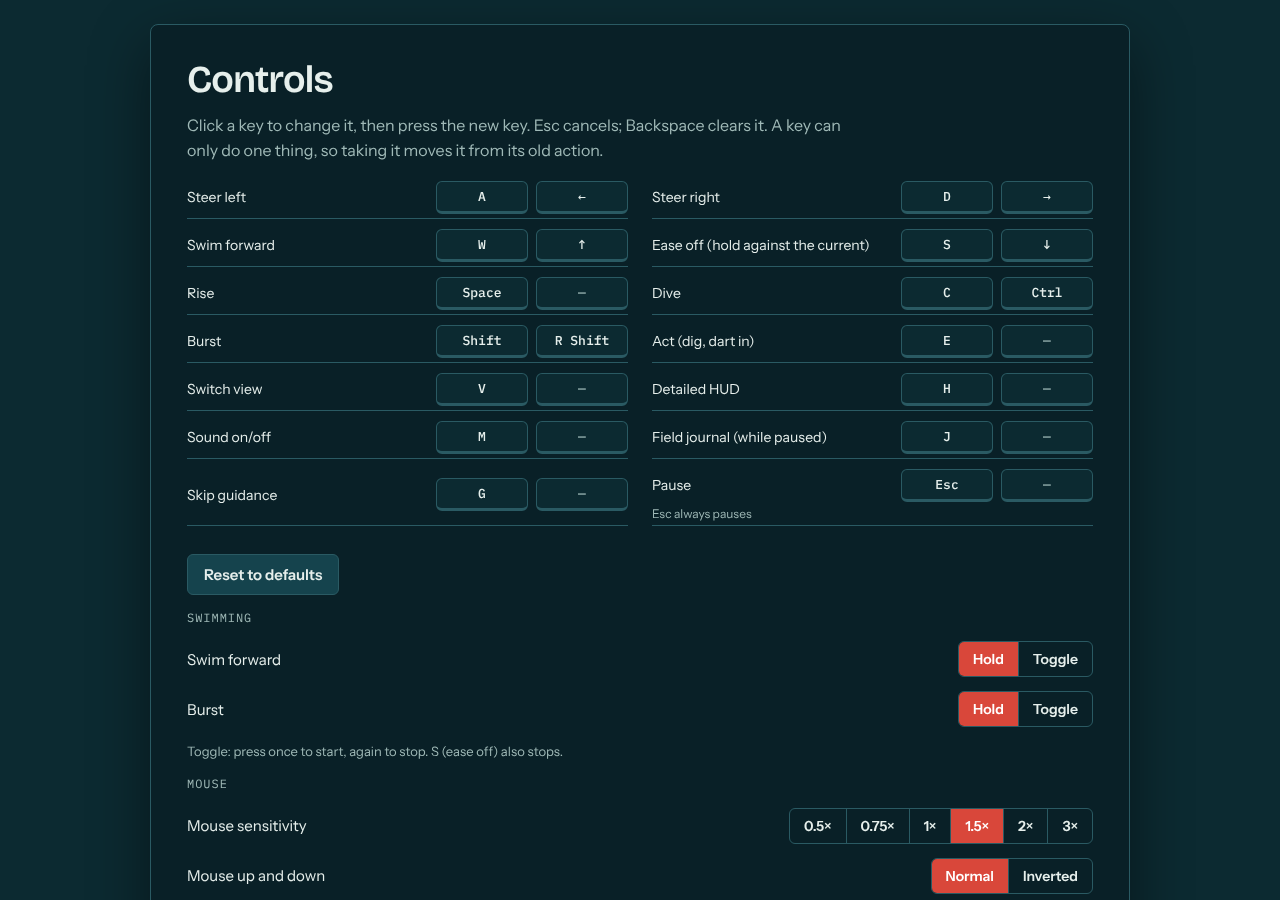 Controls
Click a key to change it, then press the new key. Esc cancels; Backspace clears it. A key can
only do one thing, so taking it moves it from its old action.
Steer left A ← Steer right D →
Swim forward W ↑ Ease off (hold against the current) S ↓
Rise Space — Dive C Ctrl
Burst Shift R Shift Act (dig, dart in) E —
Switch view V — Detailed HUD H —
Sound on/off M — Field journal (while paused) J —
Skip guidance G — Pause Esc —
Esc always pauses
Reset to defaults
SWIMMING
Swim forward Hold Toggle
Burst Hold Toggle
Toggle: press once to start, again to stop. S (ease off) also stops.
MOUSE
Mouse sensitivity 0.5× 0.75× 1× 1.5× 2× 3×
Mouse up and down Normal Inverted